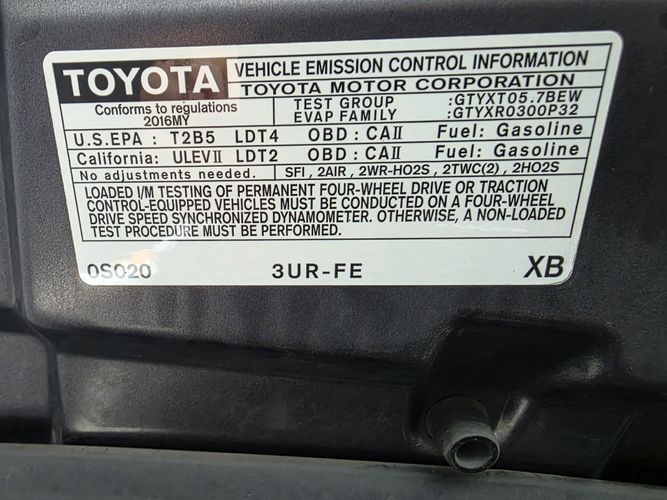 TOYOTA
VEHICLE EMISSION CONTROL INFORMATION
TOYOTA MOTOR CORPORATION
Conforms to regulations
2016MY
TEST GROUP :GTYXT05.7BEW
EVAP FAMILY :GTYXR0300P32
U.S.EPA : T2B5 LDT4 OBD : CAII Fuel: Gasoline
California: ULEVII LDT2 OBD : CAII Fuel: Gasoline
No adjustments needed. SFI , 2AIR , 2WR-HO2S , 2TWC(2) , 2HO2S
LOADED I/M TESTING OF PERMANENT FOUR-WHEEL DRIVE OR TRACTION
CONTROL-EQUIPPED VEHICLES MUST BE CONDUCTED ON A FOUR-WHEEL
DRIVE SPEED SYNCHRONIZED DYNAMOMETER. OTHERWISE, A NON-LOADED
TEST PROCEDURE MUST BE PERFORMED.
0S020 3UR-FE XB